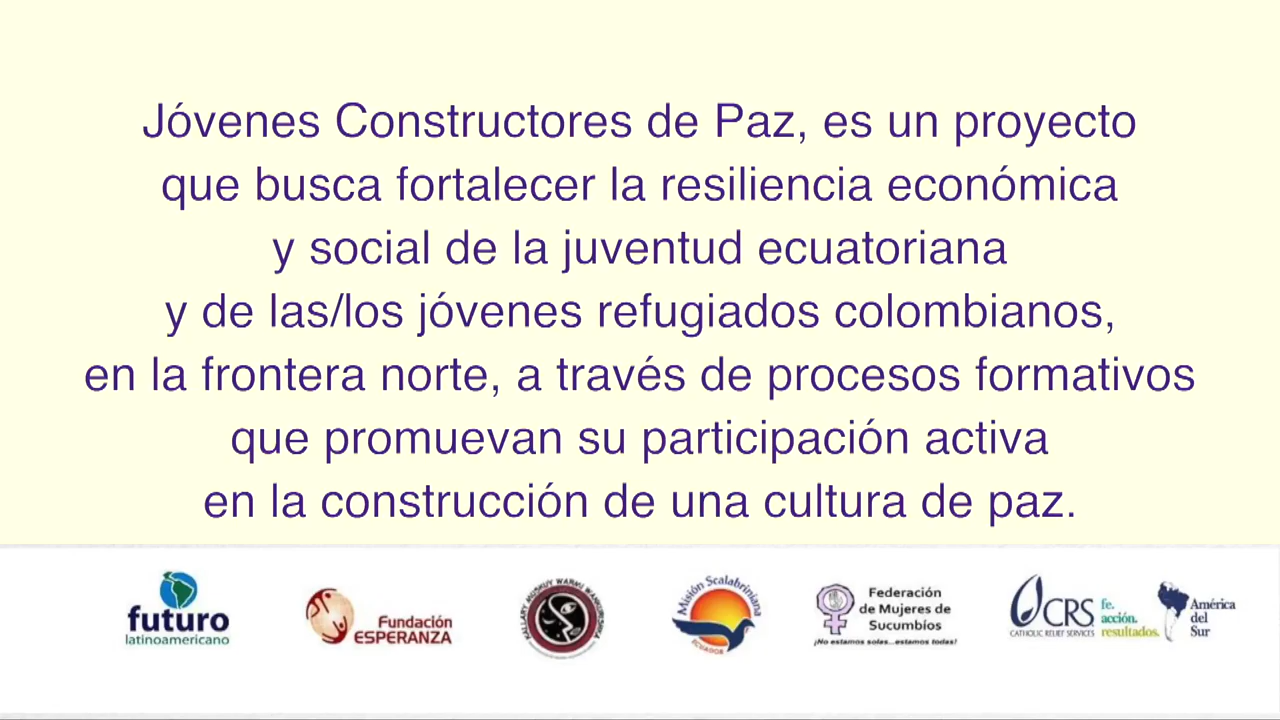 Jóvenes Constructores de Paz, es un proyecto
que busca fortalecer la resiliencia económica
y social de la juventud ecuatoriana
y de las/los jóvenes refugiados colombianos,
en la frontera norte, a través de procesos formativos
que promuevan su participación activa
en la construcción de una cultura de paz.
futuro
latinoamericano
Fundación
ESPERANZA
Misión Scalabriniana
ECUADOR
Federación
de Mujeres de
Sucumbíos
¡No estamos solas...estamos todas!
CRS
CATHOLIC RELIEF SERVICES
fe.
acción.
resultados.
América
del
Sur